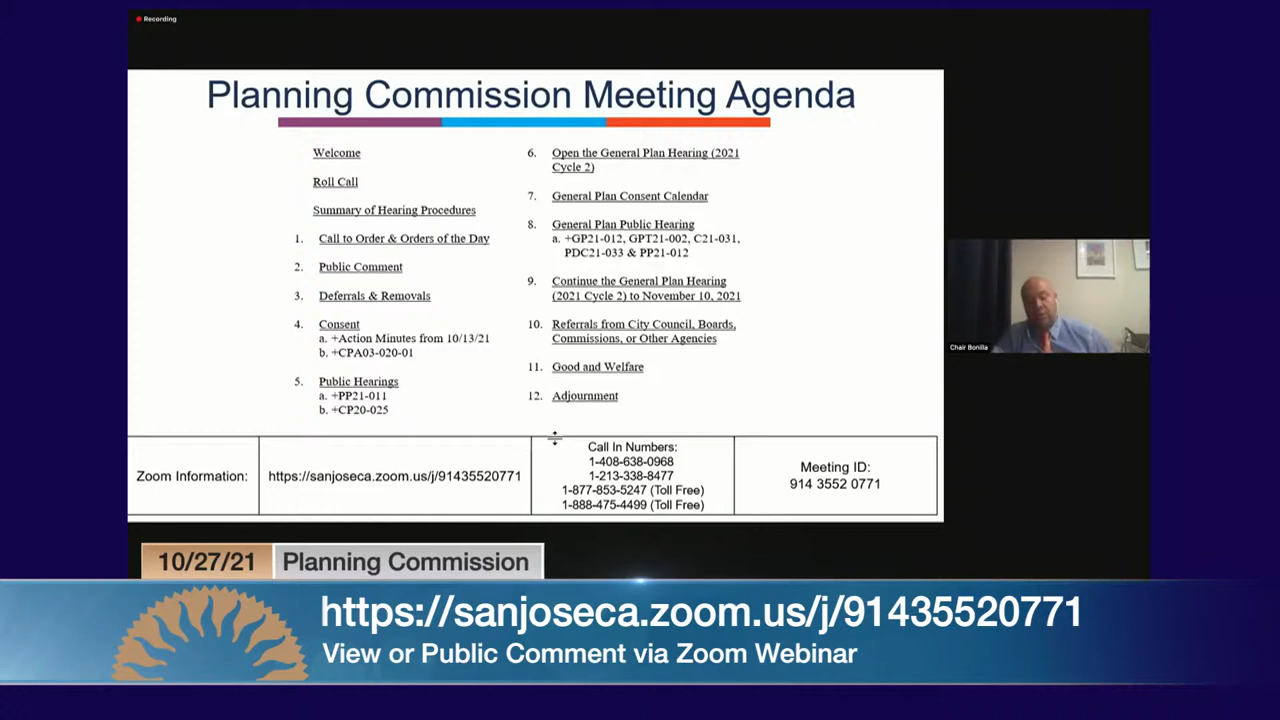 Recording
Planning Commission Meeting Agenda
Welcome
Roll Call
Summary of Hearing Procedures
1. Call to Order & Orders of the Day
2. Public Comment
3. Deferrals & Removals
4. Consent
a. +Action Minutes from 10/13/21
b. +CPA03-020-01
5. Public Hearings
a. +PP21-011
b. +CP20-025
6. Open the General Plan Hearing (2021
Cycle 2)
7. General Plan Consent Calendar
8. General Plan Public Hearing
a. +GP21-012, GPT21-002, C21-031,
PDC21-033 & PP21-012
9. Continue the General Plan Hearing
(2021 Cycle 2) to November 10, 2021
10. Referrals from City Council, Boards,
Commissions, or Other Agencies
11. Good and Welfare
12. Adjournment
Chair Bonilla
Zoom Information:
https://sanjoseca.zoom.us/j/91435520771
Call In Numbers:
1-408-638-0968
1-213-338-8477
1-877-853-5247 (Toll Free)
1-888-475-4499 (Toll Free)
Meeting ID:
914 3552 0771
10/27/21 Planning Commission
https://sanjoseca.zoom.us/j/91435520771
View or Public Comment via Zoom Webinar